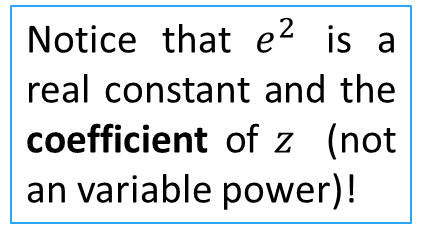 Notice that e² is a
real constant and the
coefficient of z (not
an variable power)!